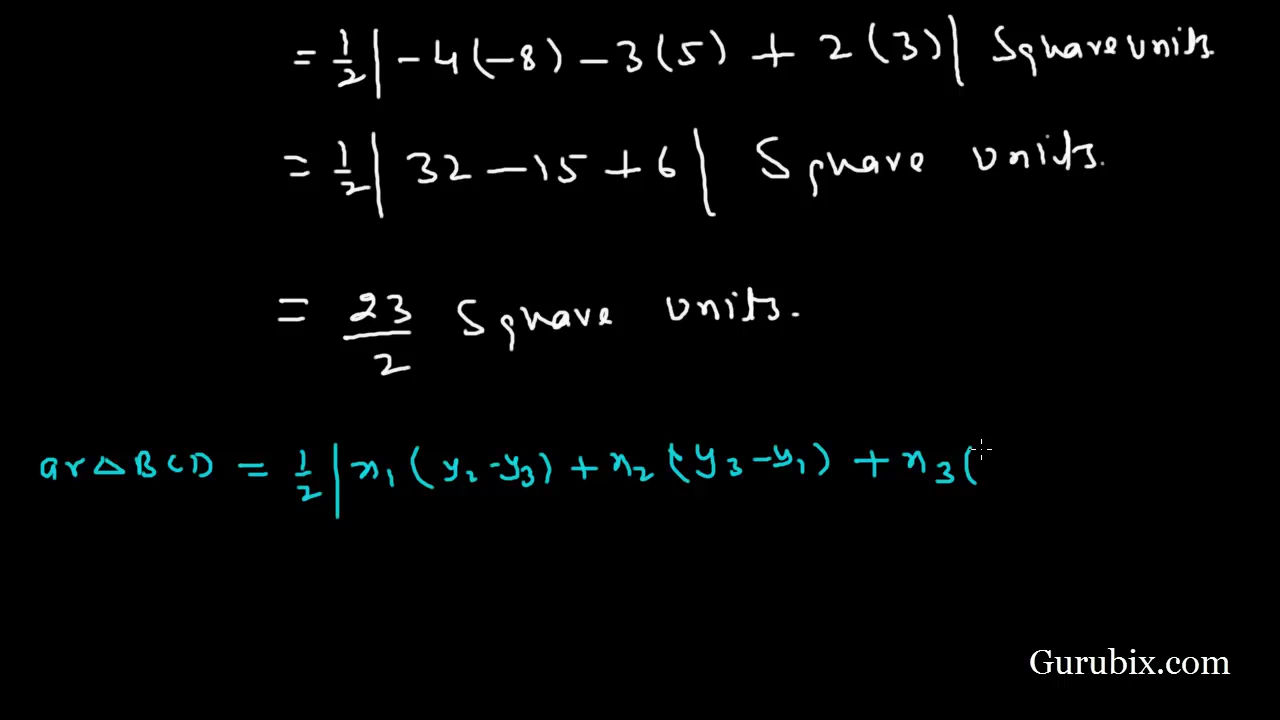 = 1/2 | -4(-8) - 3(5) + 2(3) | Square units
= 1/2 | 32 - 15 + 6 | Square units.
= 23/2 Square units.
ar △ BCD = 1/2 | x₁ (y₂ - y₃) + x₂ (y₃ - y₁) + x₃ (
Gurubix.com